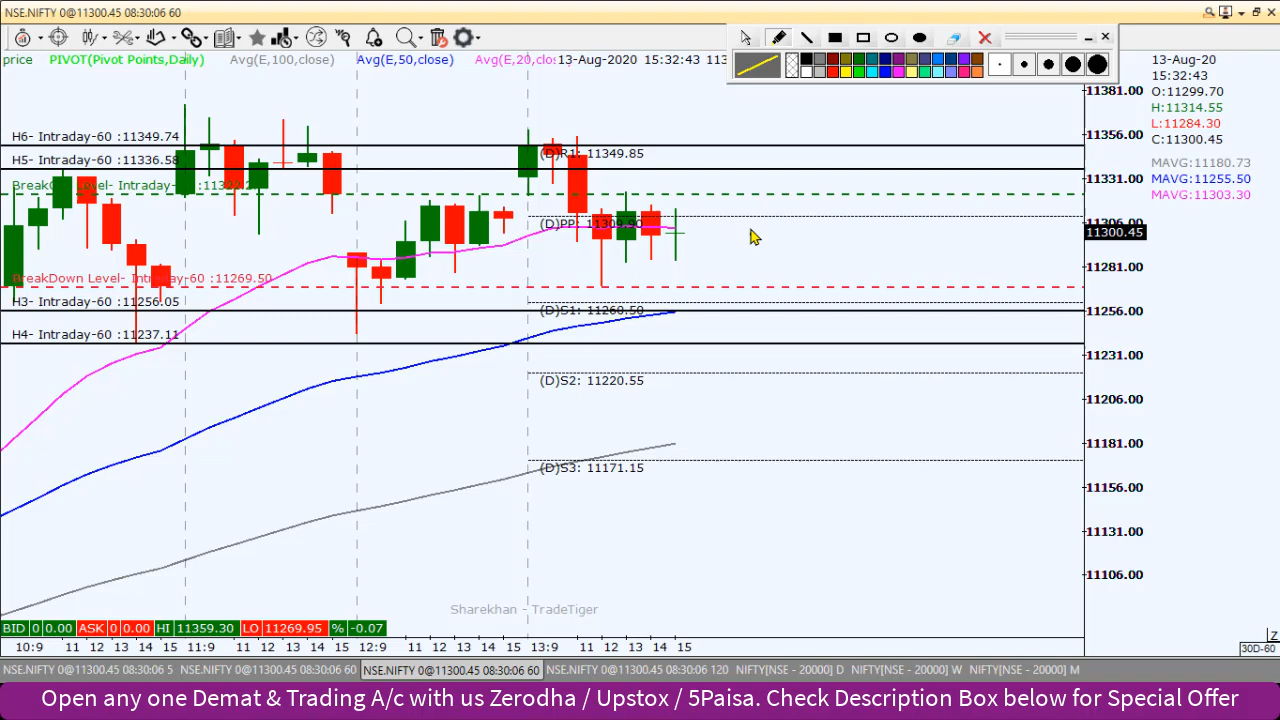 NSE.NIFTY 0@11300.45 08:30:06 60
price PIVOT(Pivot Points,Daily) Avg(E,100,close) Avg(E,50,close) Avg(E,20,clos 13-Aug-2020 15:32:43 113
13-Aug-20
15:32:43
O:11299.70
H:11314.55
L:11284.30
C:11300.45
MAVG:11180.73
MAVG:11255.50
MAVG:11303.30
11381.00
11356.00
11331.00
11306.00
11300.45
11281.00
11256.00
11231.00
11206.00
11181.00
11156.00
11131.00
11106.00
H6- Intraday-60 :11349.74
(D)R1: 11349.85
H5- Intraday-60 :11336.58
(D)PP: 11309.90
BreakDown Level- Intraday-60 :11269.50
H3- Intraday-60 :11256.05
(D)S1: 11260.50
H4- Intraday-60 :11237.11
(D)S2: 11220.55
(D)S3: 11171.15
Sharekhan - TradeTiger
BID 0 0.00 ASK 0 0.00 HI 11359.30 LO 11269.95 % -0.07
10:9 11 12 13 14 15 11:9 11 12 13 14 15 12:9 11 12 13 14 15 13:9 11 12 13 14 15
Z
30D-60
NSE.NIFTY 0@11300.45 08:30:06 5 NSE.NIFTY 0@11300.45 08:30:06 60 NSE.NIFTY 0@11300.45 08:30:06 60 NSE.NIFTY 0@11300.45 08:30:06 120 NIFTY[NSE - 20000] D NIFTY[NSE - 20000] W NIFTY[NSE - 20000] M
Open any one Demat & Trading A/c with us Zerodha / Upstox / 5Paisa. Check Description Box below for Special Offer